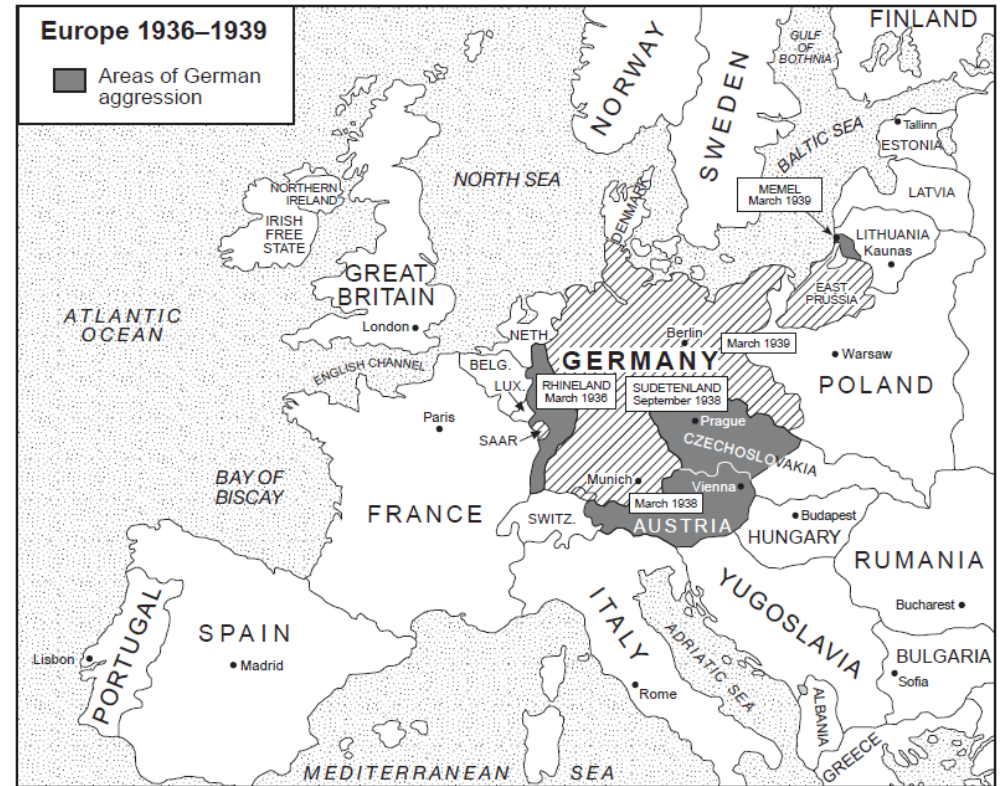 Europe 1936–1939
Areas of German
aggression
FINLAND
GULF
OF
BOTHNIA
NORWAY
SWEDEN
BALTIC SEA
Tallinn
ESTONIA
LATVIA
MEMEL
March 1939
LITHUANIA
Kaunas
EAST
PRUSSIA
NORTH SEA
DENMARK
NORTHERN
IRELAND
IRISH
FREE
STATE
GREAT
BRITAIN
London
ATLANTIC
OCEAN
ENGLISH CHANNEL
NETH.
BELG.
LUX.
Berlin
GERMANY
March 1939
Warsaw
POLAND
RHINELAND
March 1936
SUDETENLAND
September 1938
Prague
CZECHOSLOVAKIA
Paris
SAAR
BAY OF
BISCAY
FRANCE
Munich
Vienna
March 1938
AUSTRIA
SWITZ.
Budapest
HUNGARY
RUMANIA
Bucharest
YUGOSLAVIA
ITALY
ADRIATIC SEA
Rome
PORTUGAL
Lisbon
SPAIN
Madrid
BULGARIA
Sofia
ALBANIA
GREECE
MEDITERRANEAN SEA